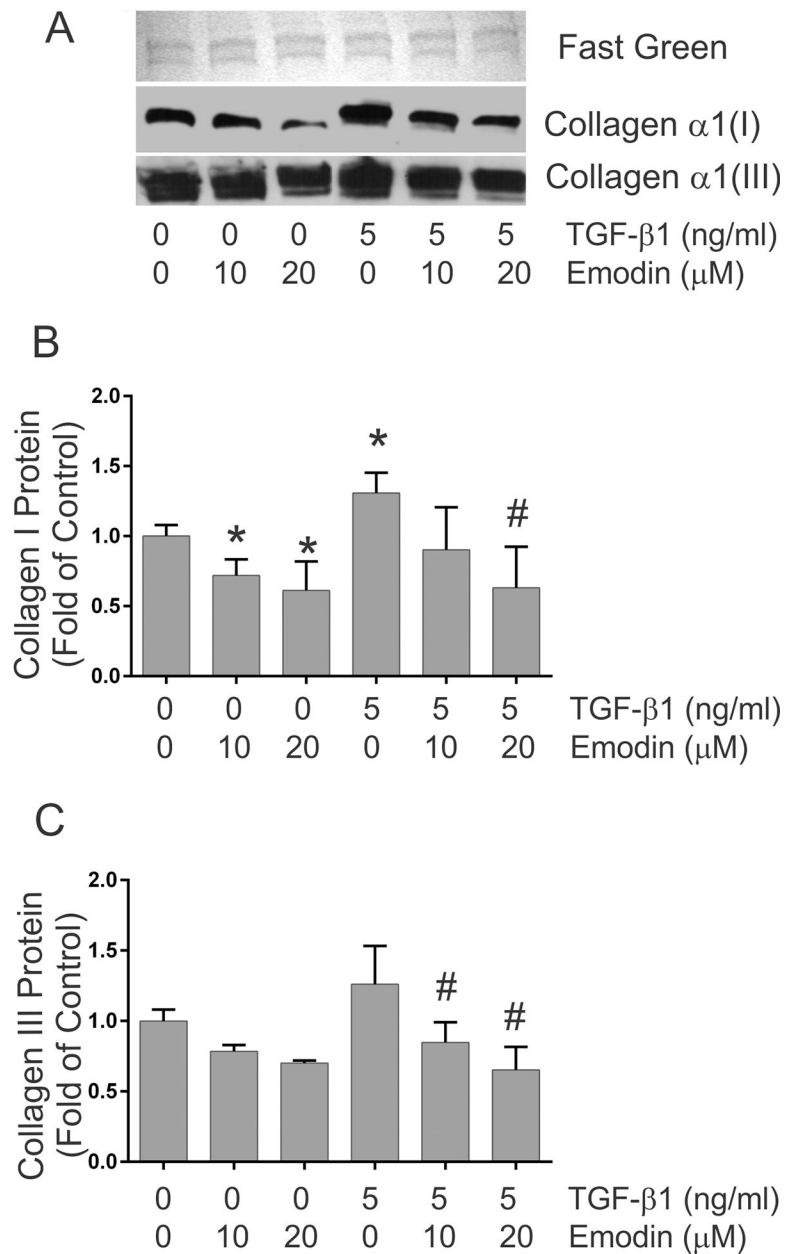 A
Fast Green
Collagen α1(I)
Collagen α1(III)
0 0 0 5 5 5 TGF-β1 (ng/ml)
0 10 20 0 10 20 Emodin (μM)
B
Collagen I Protein
(Fold of Control)
2.0
1.5
1.0
0.5
0.0
* * * #
0 0 0 5 5 5 TGF-β1 (ng/ml)
0 10 20 0 10 20 Emodin (μM)
C
Collagen III Protein
(Fold of Control)
2.0
1.5
1.0
0.5
0.0
# #
0 0 0 5 5 5 TGF-β1 (ng/ml)
0 10 20 0 10 20 Emodin (μM)